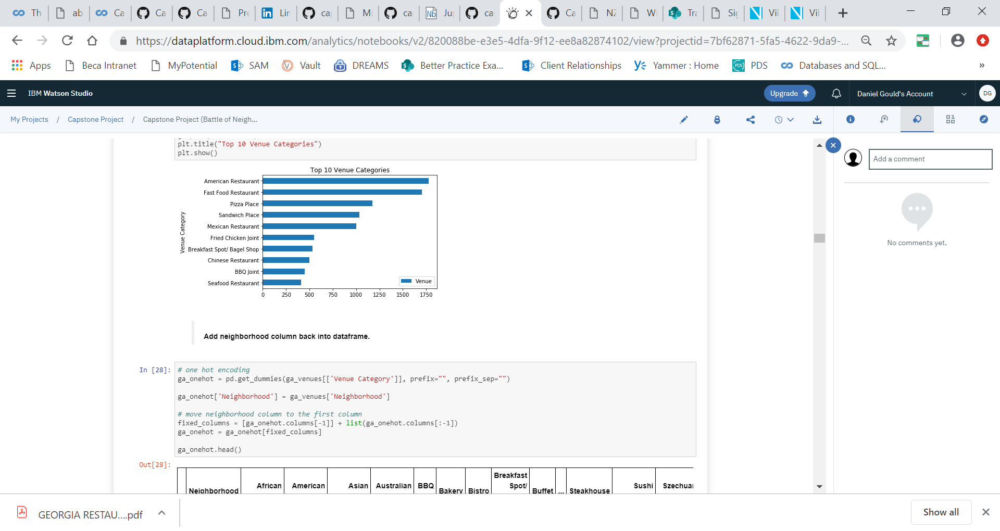 Th
ab
Ca
Ca
Ca
Pr
in Lin
ca
Mi
ca
Nb Ju
ca
Ca
NZ
W
S Tra
Sig
Vil
Vil
https://dataplatform.cloud.ibm.com/analytics/notebooks/v2/820088be-e3e5-4dfa-9f12-ee8a82874102/view?projectid=7bf62871-5fa5-4622-9da9-...
Apps Beca Intranet MyPotential SAM Vault DREAMS Better Practice Exa... Client Relationships Yammer : Home PDS Databases and SQL... »
IBM Watson Studio Upgrade Daniel Gould's Account DG
My Projects / Capstone Project / Capstone Project (Battle of Neigh...
plt.title("Top 10 Venue Categories")
plt.show()
Add a comment
No comments yet.
Top 10 Venue Categories
Venue Category
American Restaurant
Fast Food Restaurant
Pizza Place
Sandwich Place
Mexican Restaurant
Fried Chicken Joint
Breakfast Spot/ Bagel Shop
Chinese Restaurant
BBQ Joint
Seafood Restaurant
Venue
0 250 500 750 1000 1250 1500 1750
Add neighborhood column back into dataframe.
In [28]:
# one hot encoding
ga_onehot = pd.get_dummies(ga_venues[['Venue Category']], prefix="", prefix_sep="")
ga_onehot['Neighborhood'] = ga_venues['Neighborhood']
# move neighborhood column to the first column
fixed_columns = [ga_onehot.columns[-1]] + list(ga_onehot.columns[:-1])
ga_onehot = ga_onehot[fixed_columns]
ga_onehot.head()
Out[28]:
Neighborhood African American Asian Australian BBQ Bakery Bistro Breakfast Spot/ Buffet ... Steakhouse Sushi Szechuan
GEORGIA RESTAU....pdf Show all